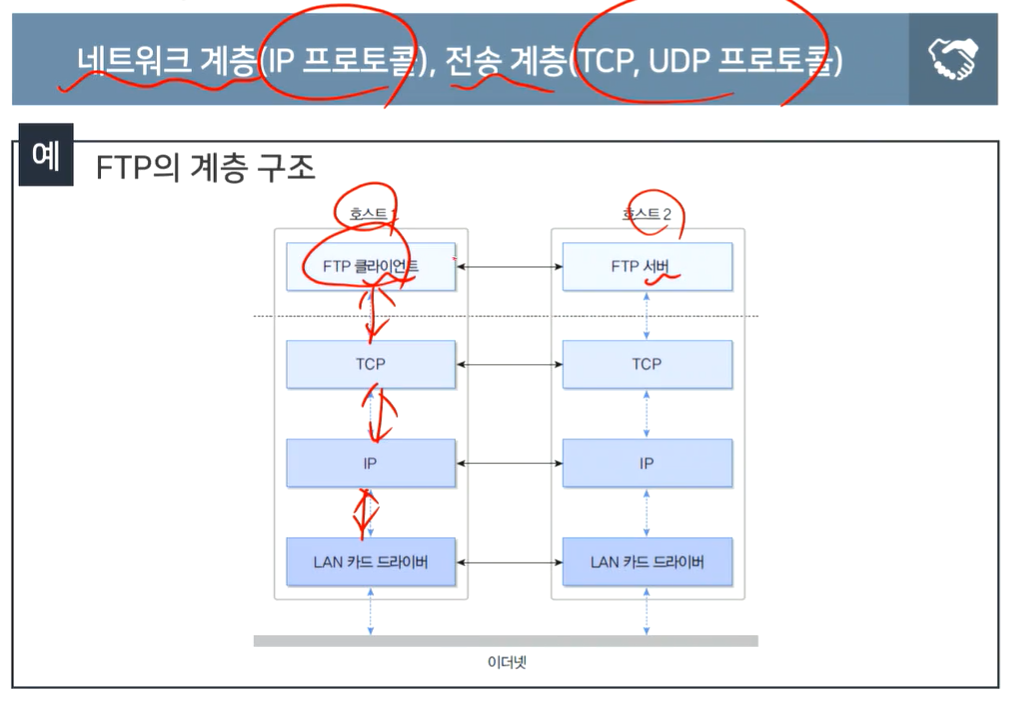 네트워크 계층(IP 프로토콜), 전송 계층(TCP, UDP 프로토콜)
예
FTP의 계층 구조
호스트 1
호스트 2
FTP 클라이언트
FTP 서버
TCP
TCP
IP
IP
LAN 카드 드라이버
LAN 카드 드라이버
이더넷